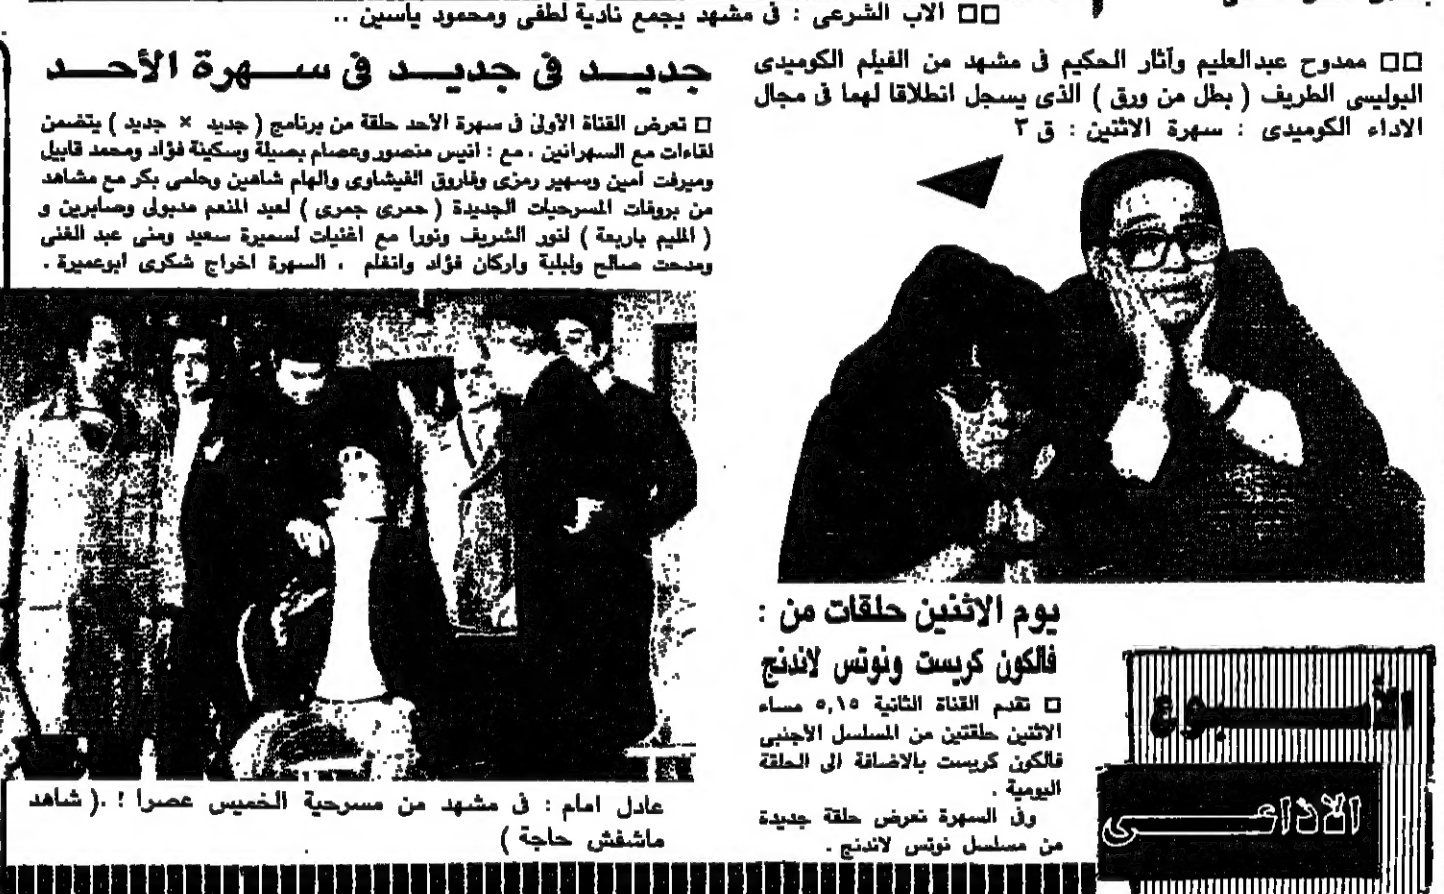 □□ الاب الشرعى : فى مشهد يجمع نادية لطفى ومحمود ياسين ..
□□ ممدوح عبدالعليم وآثار الحكيم فى مشهد من الفيلم الكوميدى
البوليسى الطريف ( بطل من ورق ) الذى يسجل انطلاقا لهما فى مجال
الاداء الكوميدى : سهرة الاثنين : ق ٣
جديد فى جديد فى سهرة الأحد
□ تعرض القناة الأولى فى سهرة الأحد حلقة من برنامج ( جديد × جديد ) يتضمن
لقاءات مع السهرانين . مع : انيس منصور وعصام بصيلة وسكينة فؤاد ومحمد قابيل
وميرفت امين وسهير رمزى وفاروق الفيشاوى والهام شاهين وحلمى بكر مع مشاهد
من بروفات المسرحيات الجديدة ( حمرى جمرى ) لعبد المنعم مدبولى وصابرين و
( المليم باربعة ) لنور الشريف ونورا مع اغنيات لسميرة سعيد ومنى عبد الغنى
ومدحت صالح ولبلبة واركان فؤاد وانغام . السهرة اخراج شكرى ابوعميرة .
عادل امام : فى مشهد من مسرحية الخميس عصرا ! .( شاهد
ماشفش حاجة )
يوم الاثنين حلقات من :
فالكون كريست ونوتس لاندنج
□ تقدم القناة الثانية ٥,١٥ مساء
الاثنين حلقتين من المسلسل الأجنبى
فالكون كريست بالاضافة الى الحلقة
اليومية .
وفى السهرة نعرض حلقة جديدة
من مسلسل نوتس لاندنج .
الأسبوع
الاذاعى